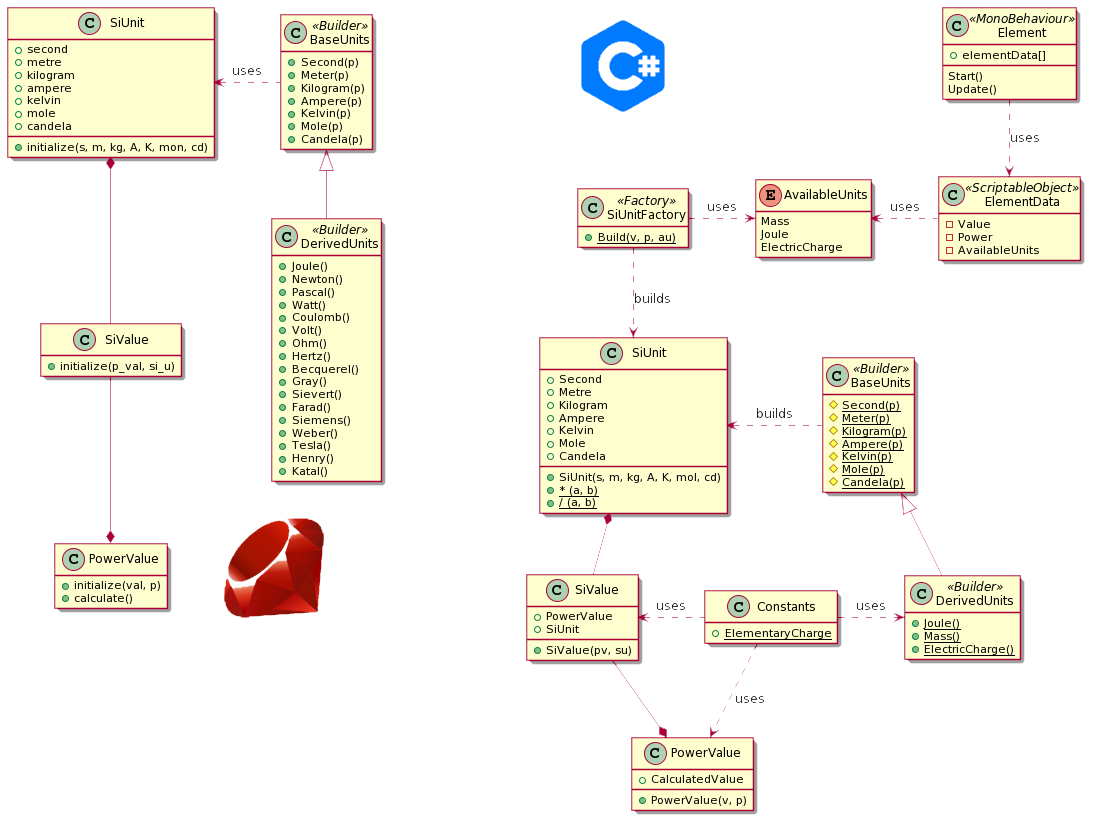 SiUnit
second
metre
kilogram
ampere
kelvin
mole
candela
initialize(s, m, kg, A, K, mon, cd)
uses
«Builder»
BaseUnits
Second(p)
Meter(p)
Kilogram(p)
Ampere(p)
Kelvin(p)
Mole(p)
Candela(p)
«Builder»
DerivedUnits
Joule()
Newton()
Pascal()
Watt()
Coulomb()
Volt()
Ohm()
Hertz()
Becquerel()
Gray()
Sievert()
Farad()
Siemens()
Weber()
Tesla()
Henry()
Katal()
SiValue
initialize(p_val, si_u)
PowerValue
initialize(val, p)
calculate()
C#
«MonoBehaviour»
Element
elementData[]
Start()
Update()
uses
«Factory»
SiUnitFactory
Build(v, p, au)
uses
AvailableUnits
Mass
Joule
ElectricCharge
uses
«ScriptableObject»
ElementData
Value
Power
AvailableUnits
builds
SiUnit
Second
Metre
Kilogram
Ampere
Kelvin
Mole
Candela
SiUnit(s, m, kg, A, K, mol, cd)
* (a, b)
/ (a, b)
builds
«Builder»
BaseUnits
Second(p)
Meter(p)
Kilogram(p)
Ampere(p)
Kelvin(p)
Mole(p)
Candela(p)
SiValue
PowerValue
SiUnit
SiValue(pv, su)
uses
Constants
ElementaryCharge
uses
«Builder»
DerivedUnits
Joule()
Mass()
ElectricCharge()
uses
PowerValue
CalculatedValue
PowerValue(v, p)